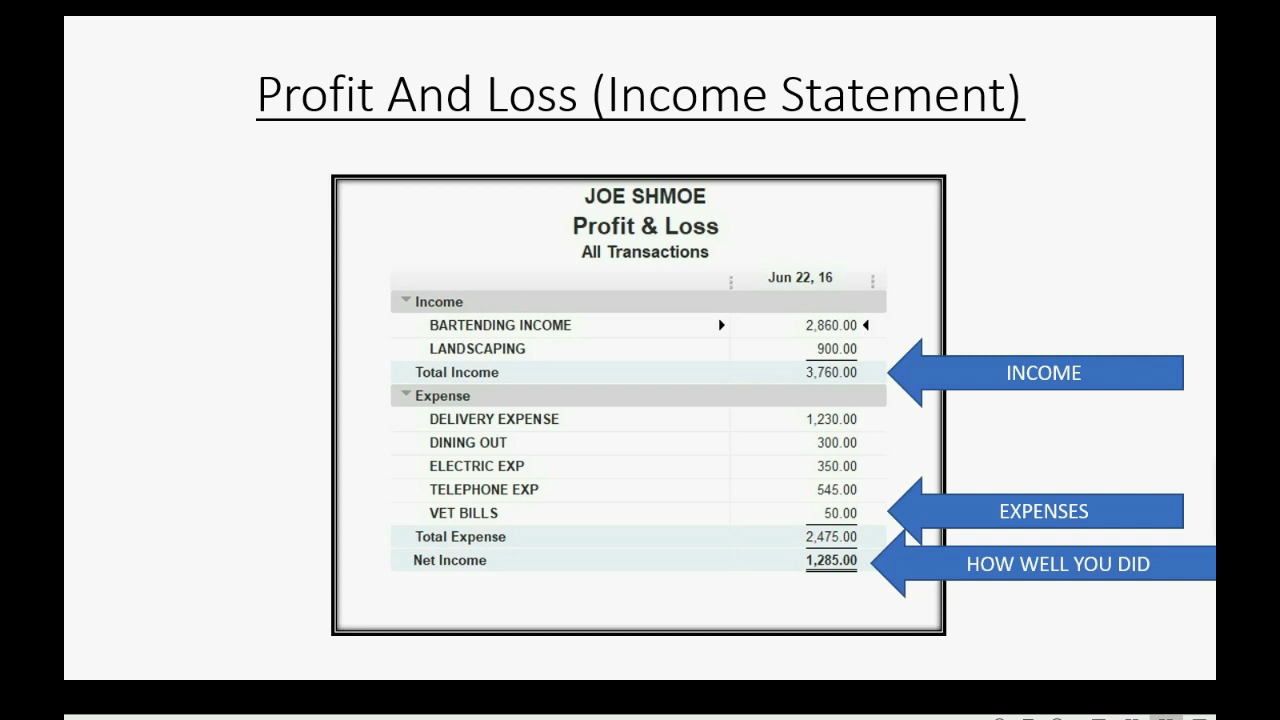 Profit And Loss (Income Statement)
JOE SHMOE
Profit & Loss
All Transactions
Jun 22, 16
Income
BARTENDING INCOME 2,860.00
LANDSCAPING 900.00
Total Income 3,760.00
INCOME
Expense
DELIVERY EXPENSE 1,230.00
DINING OUT 300.00
ELECTRIC EXP 350.00
TELEPHONE EXP 545.00
VET BILLS 50.00
EXPENSES
Total Expense 2,475.00
Net Income 1,285.00
HOW WELL YOU DID